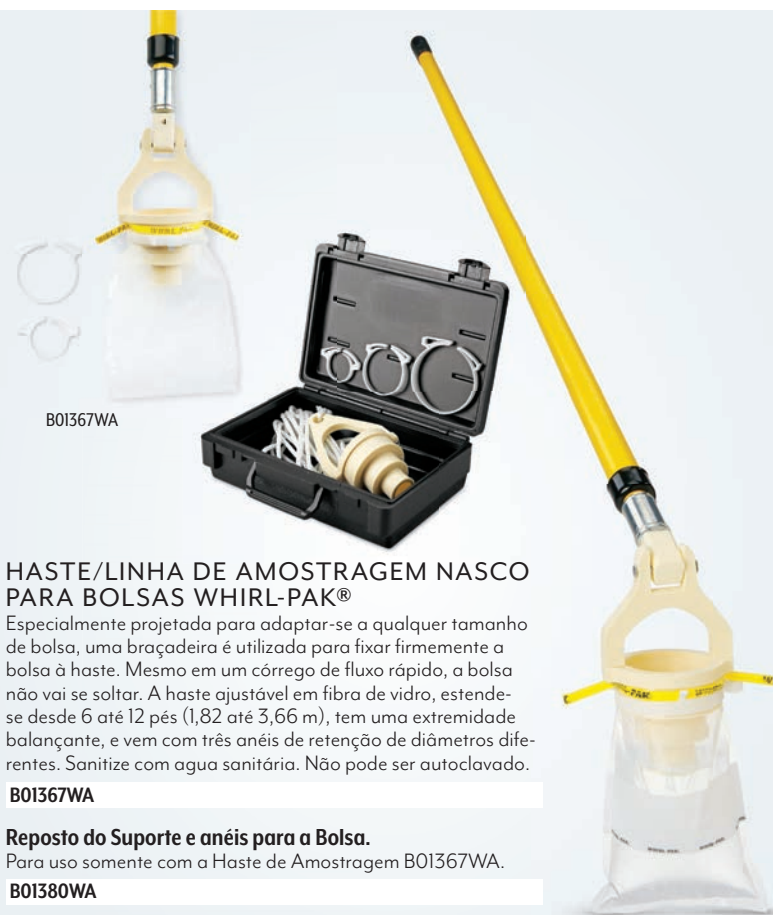 WHIRL-PAK
B01367WA
HASTE/LINHA DE AMOSTRAGEM NASCO
PARA BOLSAS WHIRL-PAK®
Especialmente projetada para adaptar-se a qualquer tamanho
de bolsa, uma braçadeira é utilizada para fixar firmemente a
bolsa à haste. Mesmo em um córrego de fluxo rápido, a bolsa
não vai se soltar. A haste ajustável em fibra de vidro, estende-
se desde 6 até 12 pés (1,82 até 3,66 m), tem uma extremidade
balançante, e vem com três anéis de retenção de diâmetros dife-
rentes. Sanitize com agua sanitária. Não pode ser autoclavado.
B01367WA
Reposto do Suporte e anéis para a Bolsa.
Para uso somente com a Haste de Amostragem B01367WA.
B01380WA
WHIRL-PAK